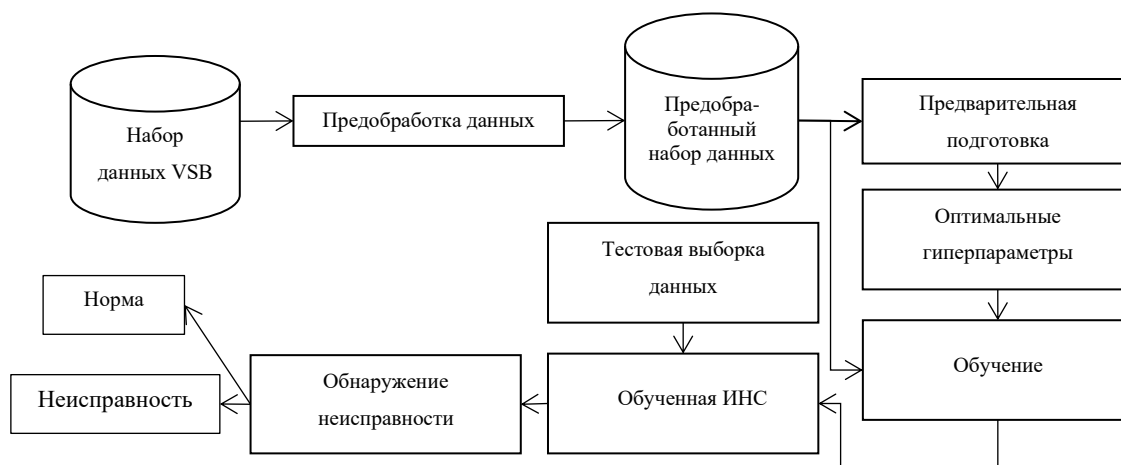 Набор
данных VSB
Предобработка данных
Предобра-
ботанный
набор данных
Предварительная
подготовка
Оптимальные
гиперпараметры
Тестовая выборка
данных
Норма
Неисправность
Обнаружение
неисправности
Обученная ИНС
Обучение